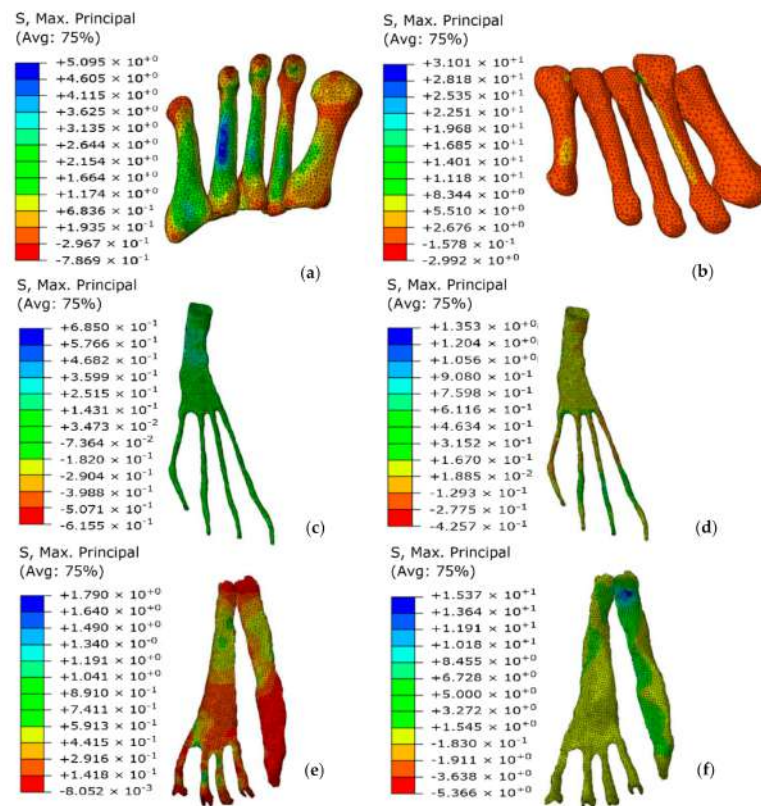 S, Max. Principal
(Avg: 75%)
+5.095 × 10⁺⁰
+4.605 × 10⁺⁰
+4.115 × 10⁺⁰
+3.625 × 10⁺⁰
+3.135 × 10⁺⁰
+2.644 × 10⁺⁰
+2.154 × 10⁺⁰
+1.664 × 10⁺⁰
+1.174 × 10⁺⁰
+6.836 × 10⁻¹
+1.935 × 10⁻¹
-2.967 × 10⁻¹
-7.869 × 10⁻¹
(a)
S, Max. Principal
(Avg: 75%)
+3.101 × 10⁺¹
+2.818 × 10⁺¹
+2.535 × 10⁺¹
+2.251 × 10⁺¹
+1.968 × 10⁺¹
+1.685 × 10⁺¹
+1.401 × 10⁺¹
+1.118 × 10⁺¹
+8.344 × 10⁺⁰
+5.510 × 10⁺⁰
+2.676 × 10⁺⁰
-1.578 × 10⁻¹
-2.992 × 10⁺⁰
(b)
S, Max. Principal
(Avg: 75%)
+6.850 × 10⁻¹
+5.766 × 10⁻¹
+4.682 × 10⁻¹
+3.599 × 10⁻¹
+2.515 × 10⁻¹
+1.431 × 10⁻¹
+3.473 × 10⁻²
-7.364 × 10⁻²
-1.820 × 10⁻¹
-2.904 × 10⁻¹
-3.988 × 10⁻¹
-5.071 × 10⁻¹
-6.155 × 10⁻¹
(c)
S, Max. Principal
(Avg: 75%)
+1.353 × 10⁺⁰
+1.204 × 10⁺⁰
+1.056 × 10⁺⁰
+9.080 × 10⁻¹
+7.598 × 10⁻¹
+6.116 × 10⁻¹
+4.634 × 10⁻¹
+3.152 × 10⁻¹
+1.670 × 10⁻¹
+1.885 × 10⁻²
-1.293 × 10⁻¹
-2.775 × 10⁻¹
-4.257 × 10⁻¹
(d)
S, Max. Principal
(Avg: 75%)
+1.790 × 10⁺⁰
+1.640 × 10⁺⁰
+1.490 × 10⁺⁰
+1.340 × 10⁻⁰
+1.191 × 10⁺⁰
+1.041 × 10⁺⁰
+8.910 × 10⁻¹
+7.411 × 10⁻¹
+5.913 × 10⁻¹
+4.415 × 10⁻¹
+2.916 × 10⁻¹
+1.418 × 10⁻¹
-8.052 × 10⁻³
(e)
S, Max. Principal
(Avg: 75%)
+1.537 × 10⁺¹
+1.364 × 10⁺¹
+1.191 × 10⁺¹
+1.018 × 10⁺¹
+8.455 × 10⁺⁰
+6.728 × 10⁺⁰
+5.000 × 10⁺⁰
+3.272 × 10⁺⁰
+1.545 × 10⁺⁰
-1.830 × 10⁻¹
-1.911 × 10⁺⁰
-3.638 × 10⁺⁰
-5.366 × 10⁺⁰
(f)